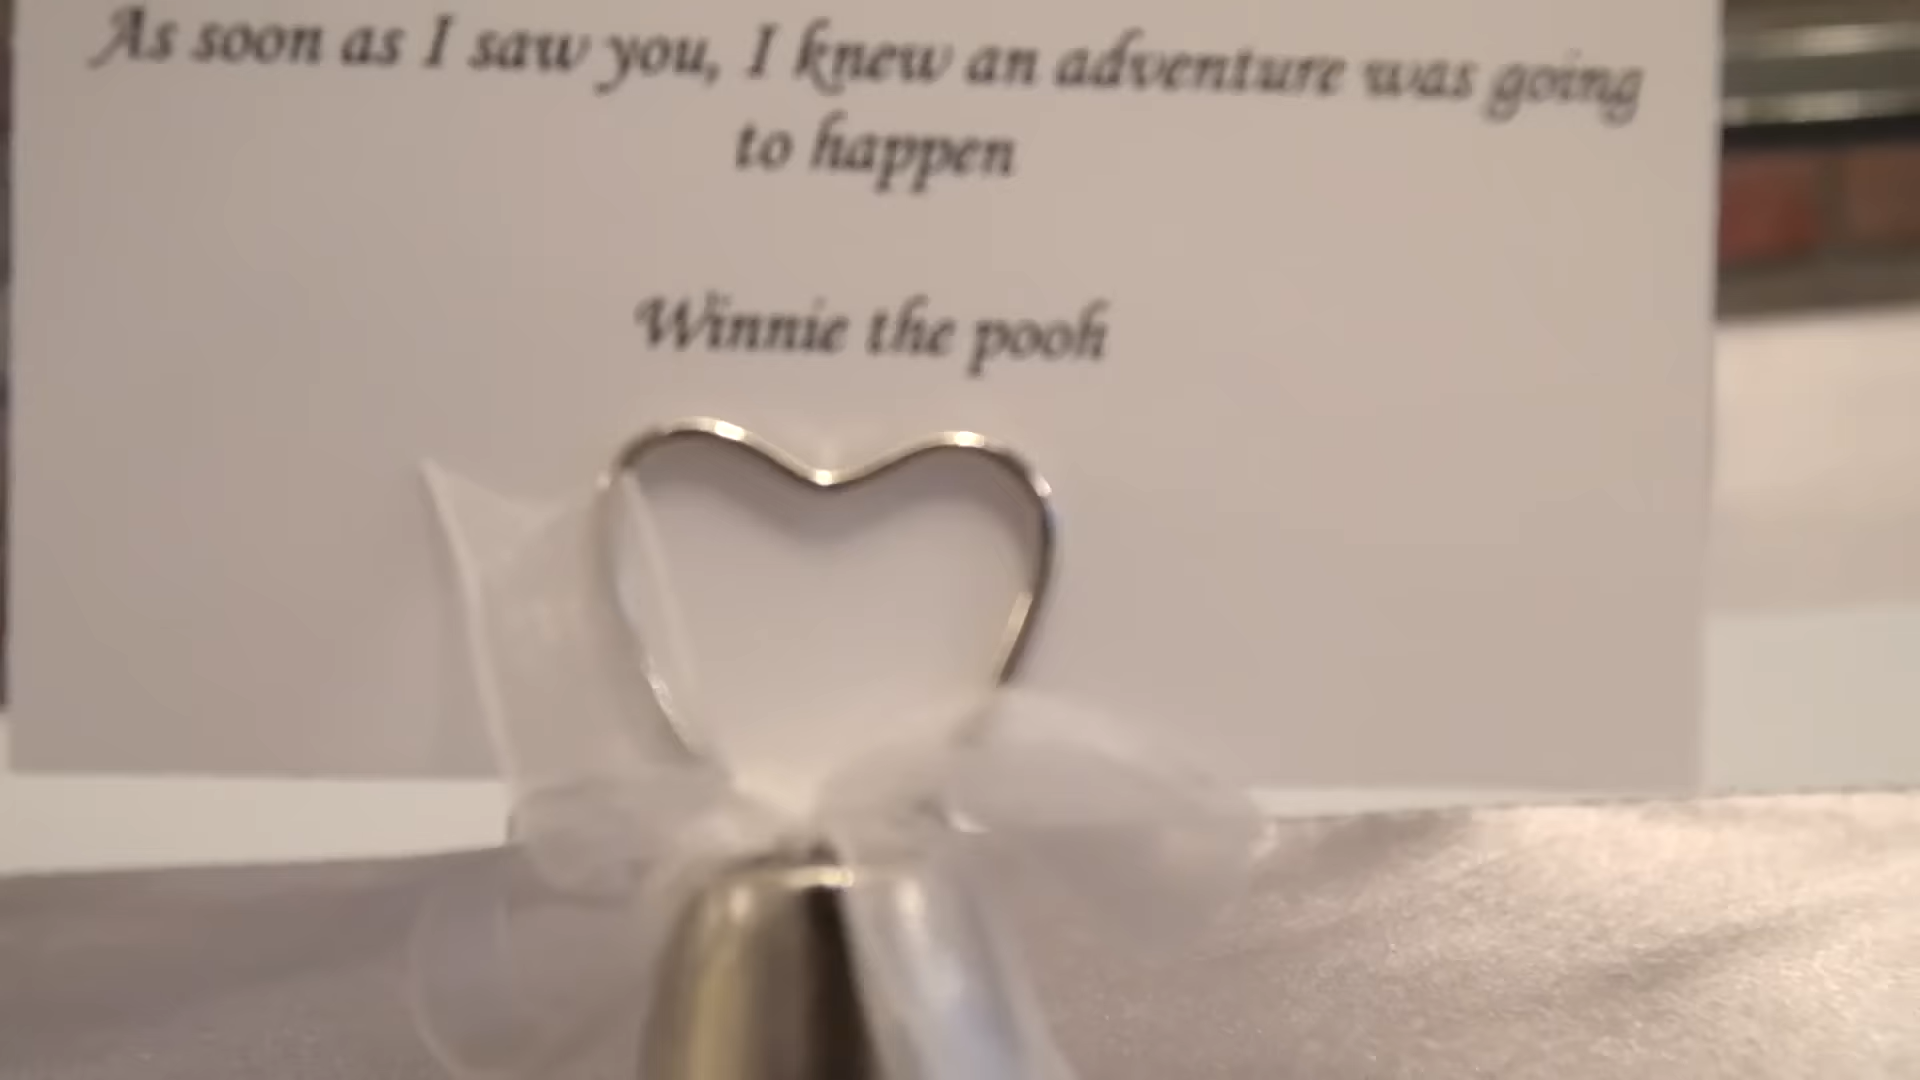 As soon as I saw you, I knew an adventure was going
to happen
Winnie the pooh